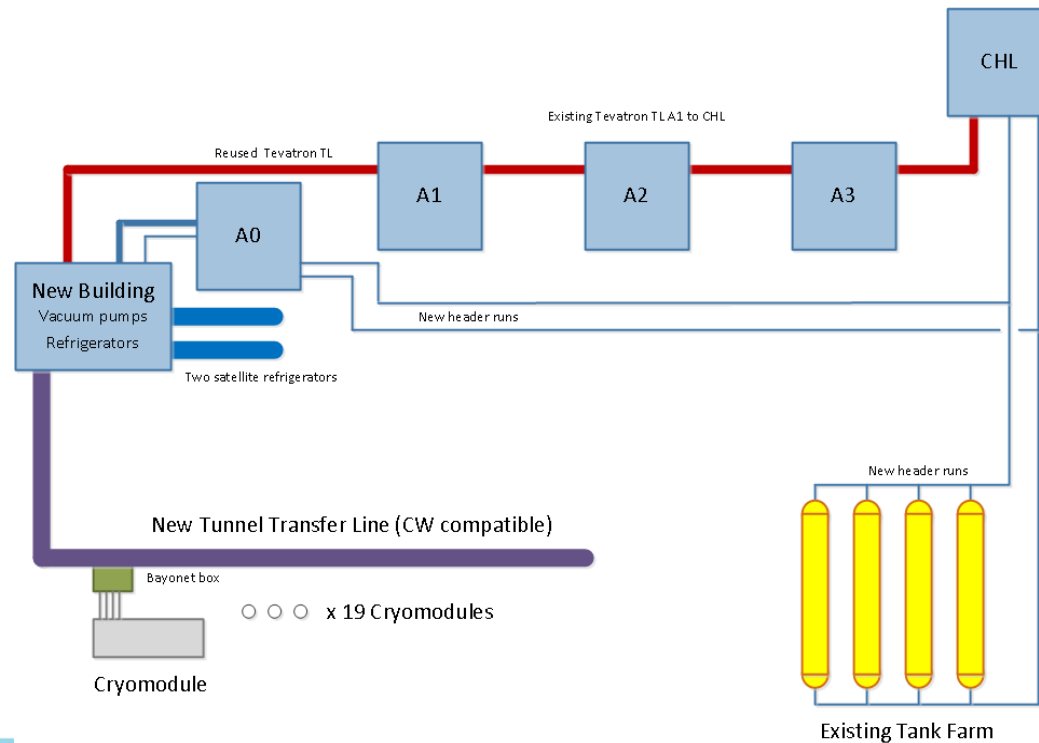 CHL
Existing Tevatron TL A1 to CHL
Reused Tevatron TL
A1
A2
A3
A0
New Building
Vacuum pumps
Refrigerators
New header runs
Two satellite refrigerators
New header runs
New Tunnel Transfer Line (CW compatible)
Bayonet box
x 19 Cryomodules
Cryomodule
Existing Tank Farm